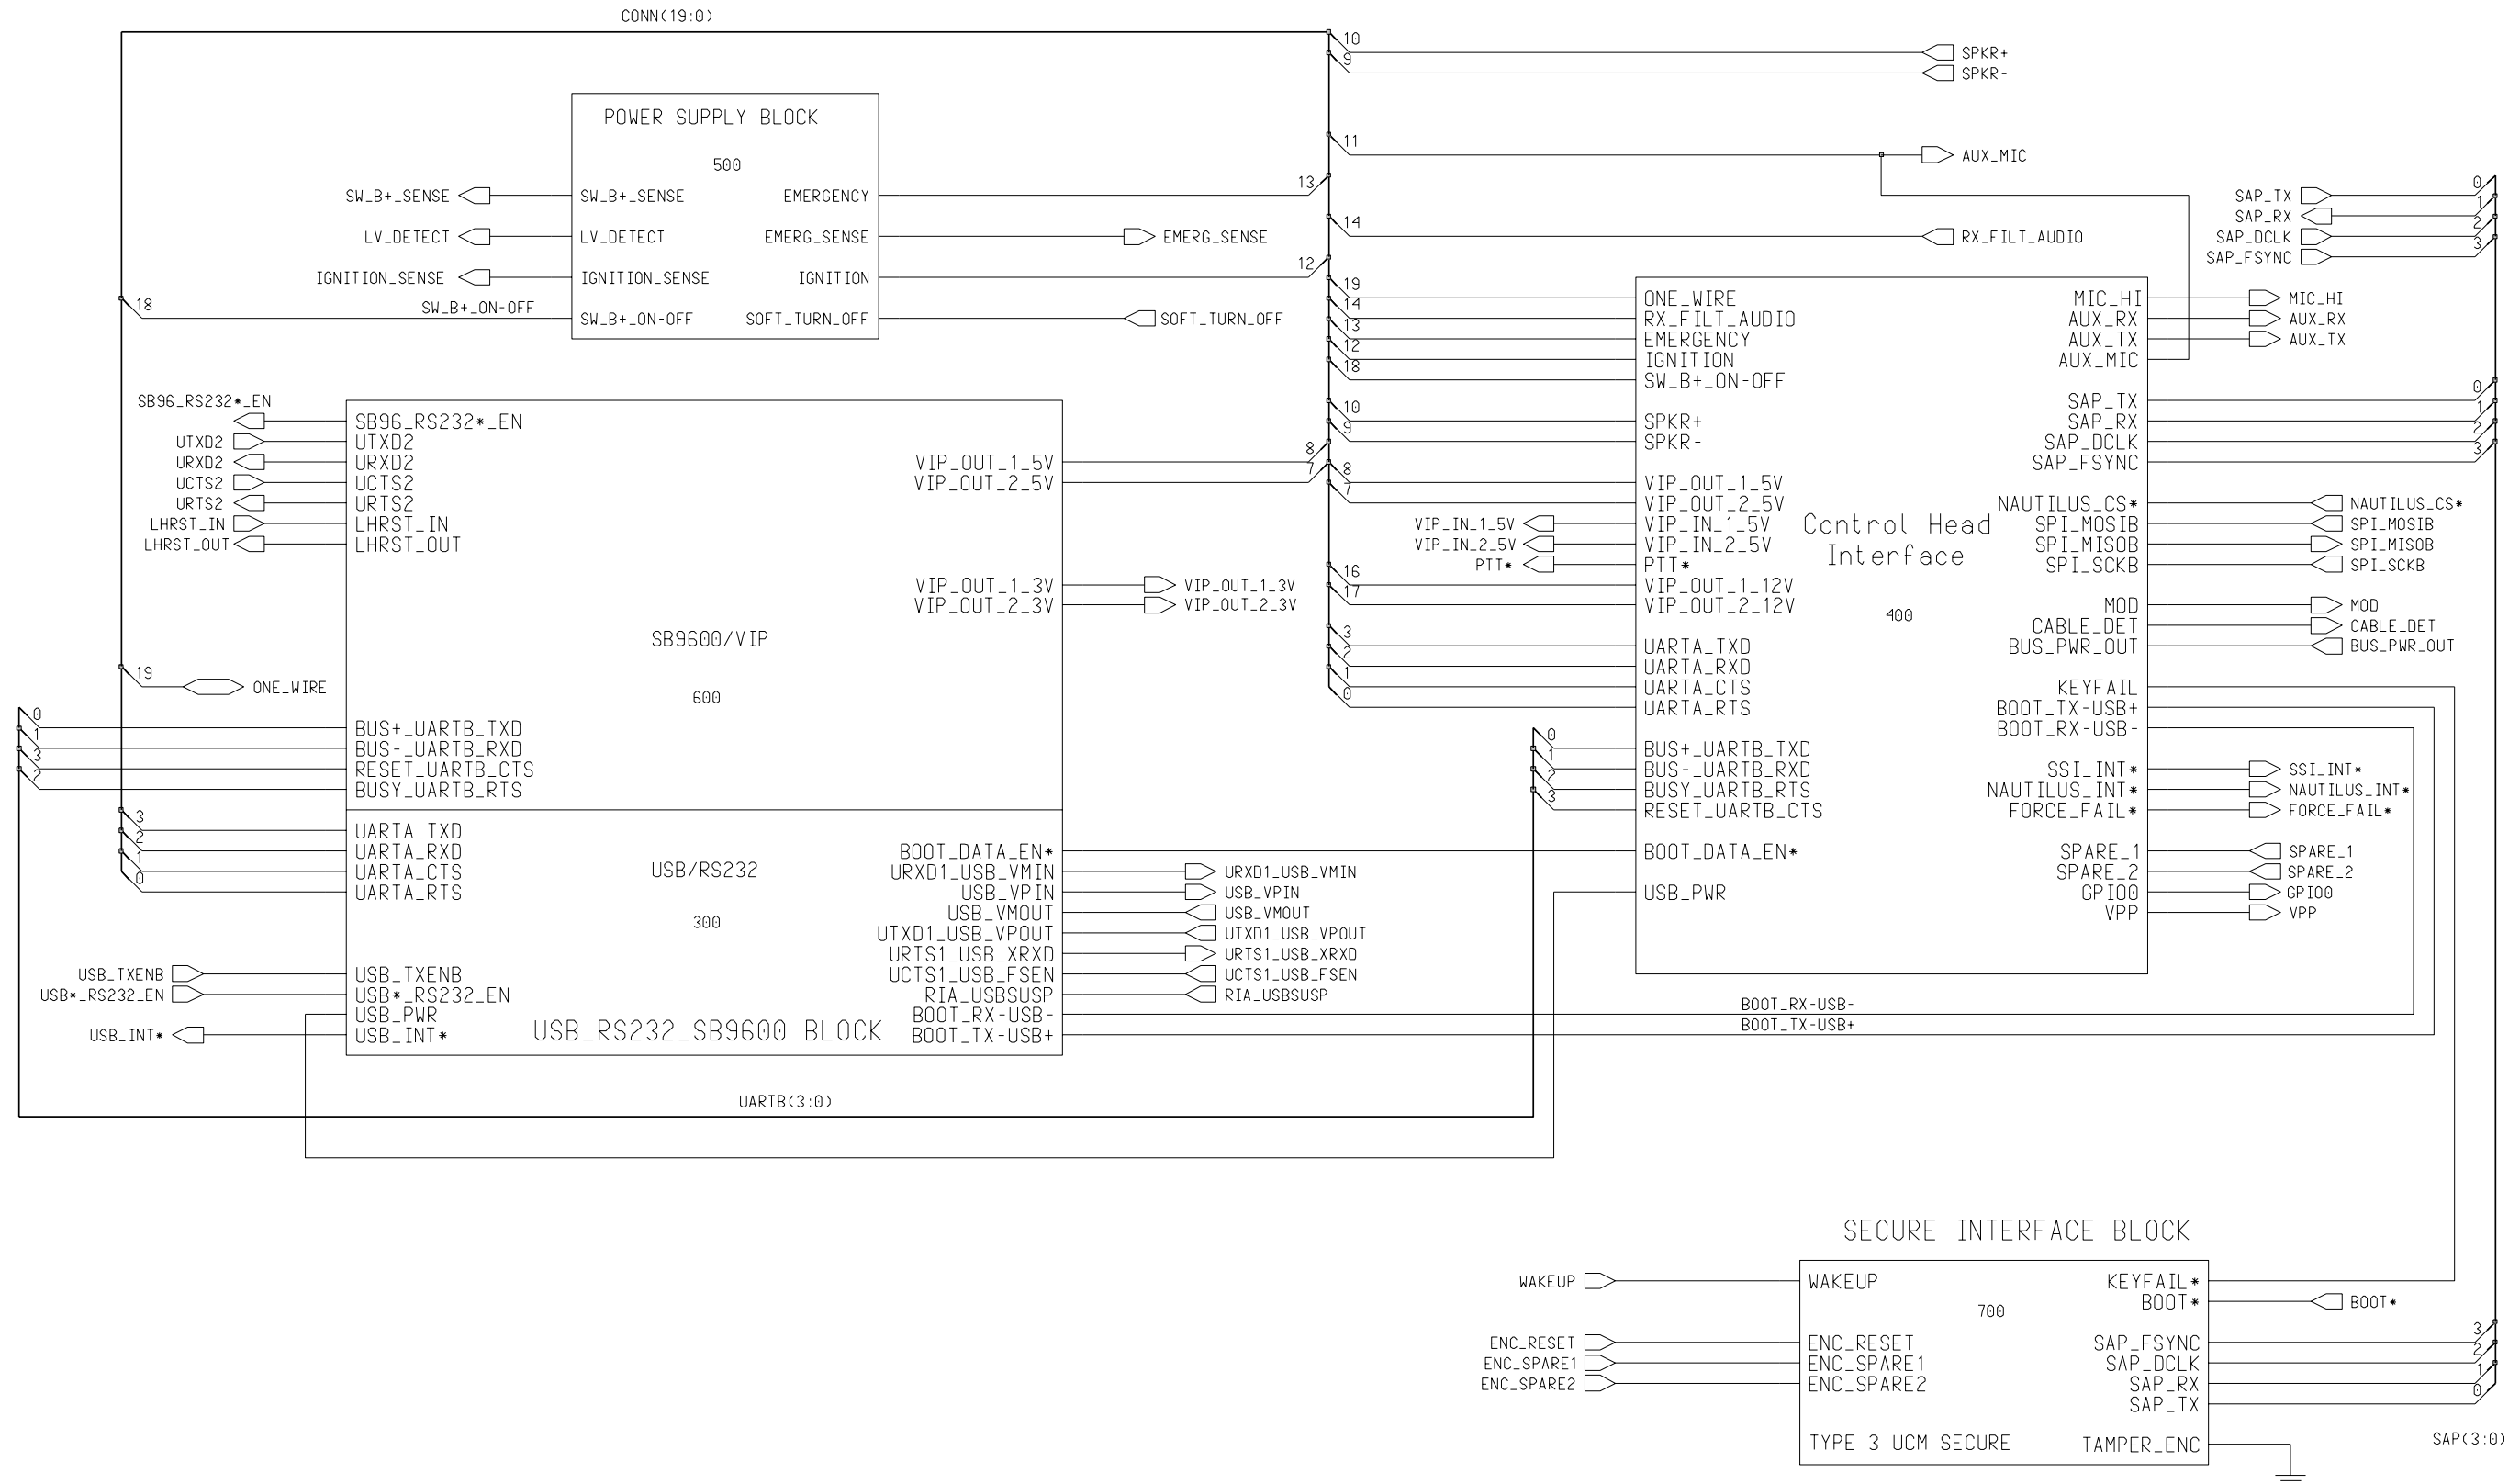 CONN(19:0)
10
9
SPKR+
SPKR-
11
AUX_MIC
POWER SUPPLY BLOCK
500
SW_B+_SENSE
SW_B+_SENSE
EMERGENCY
13
LV_DETECT
LV_DETECT
EMERG_SENSE
EMERG_SENSE
14
RX_FILT_AUDIO
IGNITION_SENSE
IGNITION_SENSE
IGNITION
12
18
SW_B+_ON-OFF
SW_B+_ON-OFF
SOFT_TURN_OFF
SOFT_TURN_OFF
SAP_TX
0
SAP_RX
1
SAP_DCLK
2
SAP_FSYNC
3
SB96_RS232*_EN
SB96_RS232*_EN
UTXD2
UTXD2
URXD2
URXD2
UCTS2
UCTS2
URTS2
URTS2
LHRST_IN
LHRST_IN
LHRST_OUT
LHRST_OUT
VIP_OUT_1_5V
8
VIP_OUT_2_5V
7
VIP_OUT_1_3V
VIP_OUT_1_3V
VIP_OUT_2_3V
VIP_OUT_2_3V
SB9600/VIP
600
19
ONE_WIRE
0
BUS+_UARTB_TXD
1
BUS-_UARTB_RXD
3
RESET_UARTB_CTS
2
BUSY_UARTB_RTS
3
UARTA_TXD
2
UARTA_RXD
1
UARTA_CTS
0
UARTA_RTS
USB/RS232
300
BOOT_DATA_EN*
URXD1_USB_VMIN
URXD1_USB_VMIN
USB_VPIN
USB_VPIN
USB_VMOUT
USB_VMOUT
UTXD1_USB_VPOUT
UTXD1_USB_VPOUT
URTS1_USB_XRXD
URTS1_USB_XRXD
UCTS1_USB_FSEN
UCTS1_USB_FSEN
RIA_USBSUSP
RIA_USBSUSP
BOOT_RX-USB-
BOOT_TX-USB+
USB_TXENB
USB_TXENB
USB*_RS232_EN
USB*_RS232_EN
USB_PWR
USB_INT*
USB_INT*
USB_RS232_SB9600 BLOCK
BOOT_RX-USB-
BOOT_TX-USB+
UARTB(3:0)
19
ONE_WIRE
14
RX_FILT_AUDIO
13
EMERGENCY
12
IGNITION
18
SW_B+_ON-OFF
10
SPKR+
9
SPKR-
8
VIP_OUT_1_5V
7
VIP_OUT_2_5V
VIP_IN_1_5V
VIP_IN_1_5V
VIP_IN_2_5V
VIP_IN_2_5V
PTT*
PTT*
16
VIP_OUT_1_12V
17
VIP_OUT_2_12V
3
UARTA_TXD
2
UARTA_RXD
1
UARTA_CTS
0
UARTA_RTS
0
BUS+_UARTB_TXD
1
BUS-_UARTB_RXD
2
BUSY_UARTB_RTS
3
RESET_UARTB_CTS
BOOT_DATA_EN*
USB_PWR
Control Head
Interface
400
MIC_HI
MIC_HI
AUX_RX
AUX_RX
AUX_TX
AUX_TX
AUX_MIC
SAP_TX
0
SAP_RX
1
SAP_DCLK
2
SAP_FSYNC
3
NAUTILUS_CS*
NAUTILUS_CS*
SPI_MOSIB
SPI_MOSIB
SPI_MISOB
SPI_MISOB
SPI_SCKB
SPI_SCKB
MOD
MOD
CABLE_DET
CABLE_DET
BUS_PWR_OUT
BUS_PWR_OUT
KEYFAIL
BOOT_TX-USB+
BOOT_RX-USB-
SSI_INT*
SSI_INT*
NAUTILUS_INT*
NAUTILUS_INT*
FORCE_FAIL*
FORCE_FAIL*
SPARE_1
SPARE_1
SPARE_2
SPARE_2
GPIO0
GPIO0
VPP
VPP
SECURE INTERFACE BLOCK
WAKEUP
WAKEUP
KEYFAIL*
BOOT*
BOOT*
700
ENC_RESET
ENC_RESET
ENC_SPARE1
ENC_SPARE1
ENC_SPARE2
ENC_SPARE2
SAP_FSYNC
3
SAP_DCLK
2
SAP_RX
1
SAP_TX
0
TYPE 3 UCM SECURE
TAMPER_ENC
SAP(3:0)